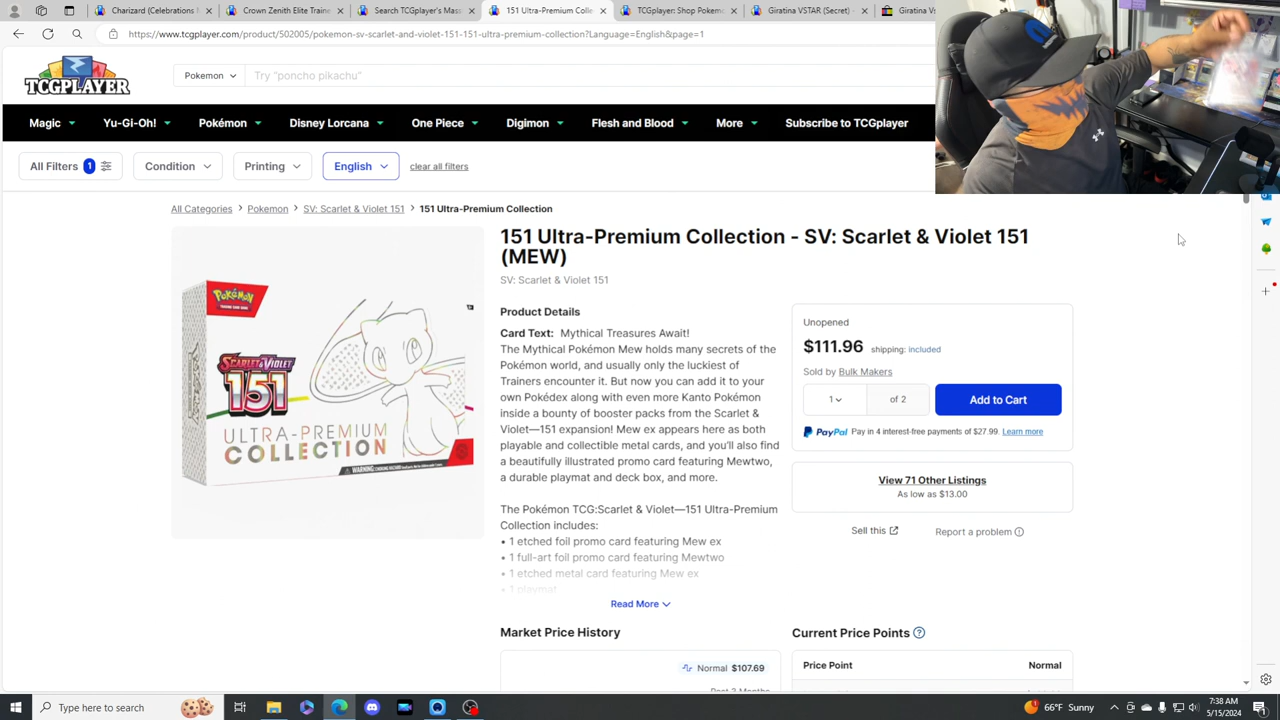 Charizard (Celebrations
Crown Zenith Elite Traine
Search TCGplayer's Mass
151 Ultra-Premium Colle
TCGplayer: Shop Pokemo
Giratina VSTAR (Secret)
Giratina VS
https://www.tcgplayer.com/product/502005/pokemon-sv-scarlet-and-violet-151-151-ultra-premium-collection?Language=English&page=1
TCGPLAYER
Pokemon
Try "poncho pikachu"
Magic
Yu-Gi-Oh!
Pokémon
Disney Lorcana
One Piece
Digimon
Flesh and Blood
More
Subscribe to TCGplayer
All Filters 1
Condition
Printing
English
clear all filters
All Categories > Pokemon > SV: Scarlet & Violet 151 > 151 Ultra-Premium Collection
Pokémon
SCARLET & VIOLET
151
ULTRA-PREMIUM
COLLECTION
151 Ultra-Premium Collection - SV: Scarlet & Violet 151
(MEW)
SV: Scarlet & Violet 151
Product Details
Card Text: Mythical Treasures Await!
The Mythical Pokémon Mew holds many secrets of the
Pokémon world, and usually only the luckiest of
Trainers encounter it. But now you can add it to your
own Pokédex along with even more Kanto Pokémon
inside a bounty of booster packs from the Scarlet &
Violet—151 expansion! Mew ex appears here as both
playable and collectible metal cards, and you'll also find
a beautifully illustrated promo card featuring Mewtwo,
a durable playmat and deck box, and more.
The Pokémon TCG:Scarlet & Violet—151 Ultra-Premium
Collection includes:
• 1 etched foil promo card featuring Mew ex
• 1 full-art foil promo card featuring Mewtwo
• 1 etched metal card featuring Mew ex
• 1 playmat
Read More
Unopened
$111.96 shipping: included
Sold by Bulk Makers
1
of 2
Add to Cart
PayPal Pay in 4 interest-free payments of $27.99. Learn more
View 71 Other Listings
As low as $13.00
Sell this
Report a problem
Market Price History
Normal $107.69
Past 3 Months
Current Price Points
Price Point
Normal
Type here to search
66°F Sunny
7:38 AM
5/15/2024